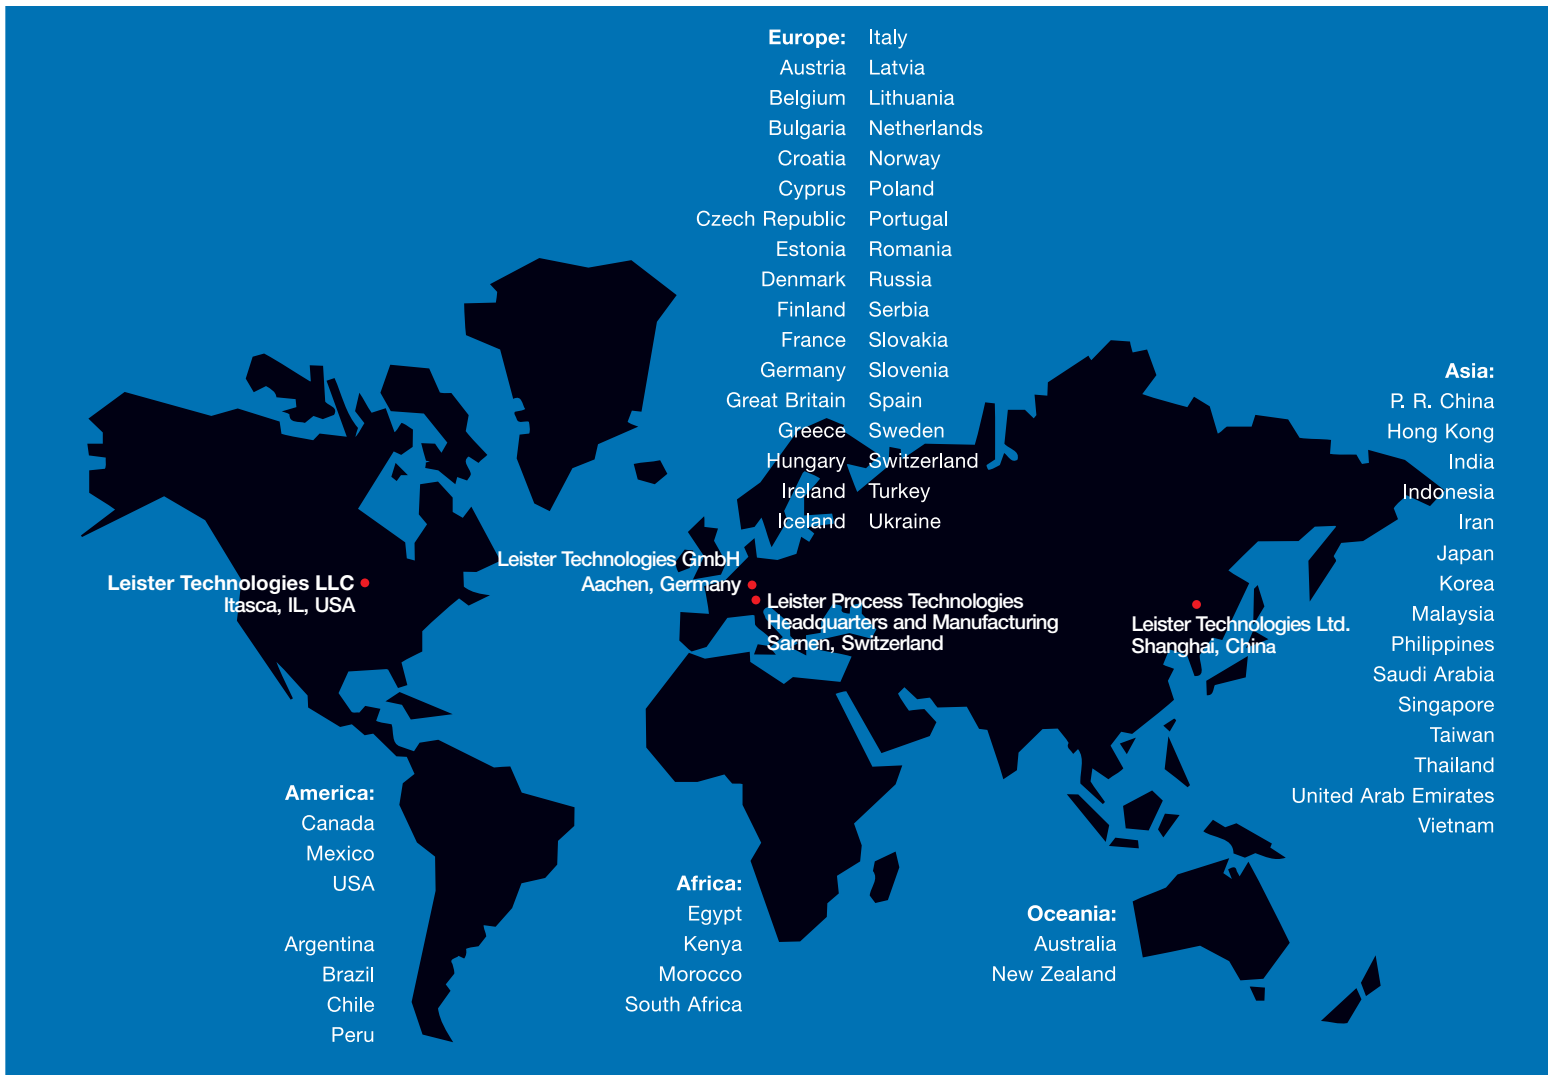 Europe:
Austria
Belgium
Bulgaria
Croatia
Cyprus
Czech Republic
Estonia
Denmark
Finland
France
Germany
Great Britain
Greece
Hungary
Ireland
Iceland
Italy
Latvia
Lithuania
Netherlands
Norway
Poland
Portugal
Romania
Russia
Serbia
Slovakia
Slovenia
Spain
Sweden
Switzerland
Turkey
Ukraine
Asia:
P. R. China
Hong Kong
India
Indonesia
Iran
Japan
Korea
Malaysia
Philippines
Saudi Arabia
Singapore
Taiwan
Thailand
United Arab Emirates
Vietnam
Leister Technologies LLC
Itasca, IL, USA
Leister Technologies GmbH
Aachen, Germany
Leister Process Technologies
Headquarters and Manufacturing
Sarnen, Switzerland
Leister Technologies Ltd.
Shanghai, China
America:
Canada
Mexico
USA
Argentina
Brazil
Chile
Peru
Africa:
Egypt
Kenya
Morocco
South Africa
Oceania:
Australia
New Zealand